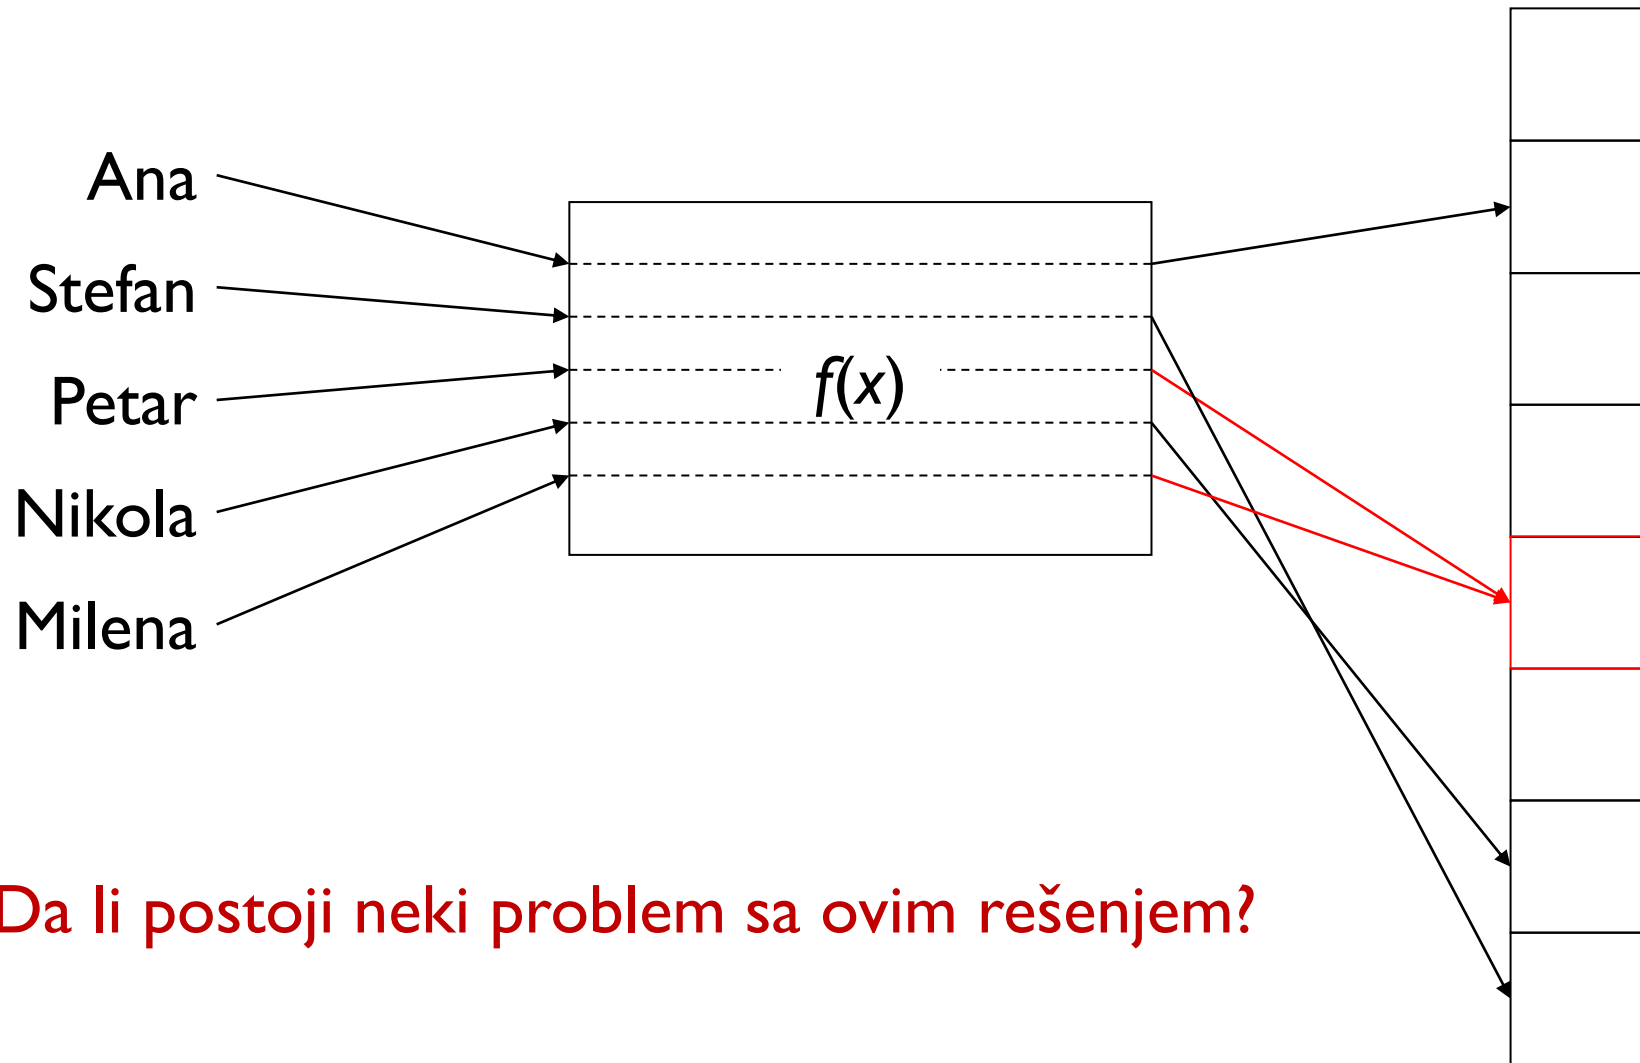 Ana
Stefan
Petar
Nikola
Milena
f(x)
Da li postoji neki problem sa ovim rešenjem?